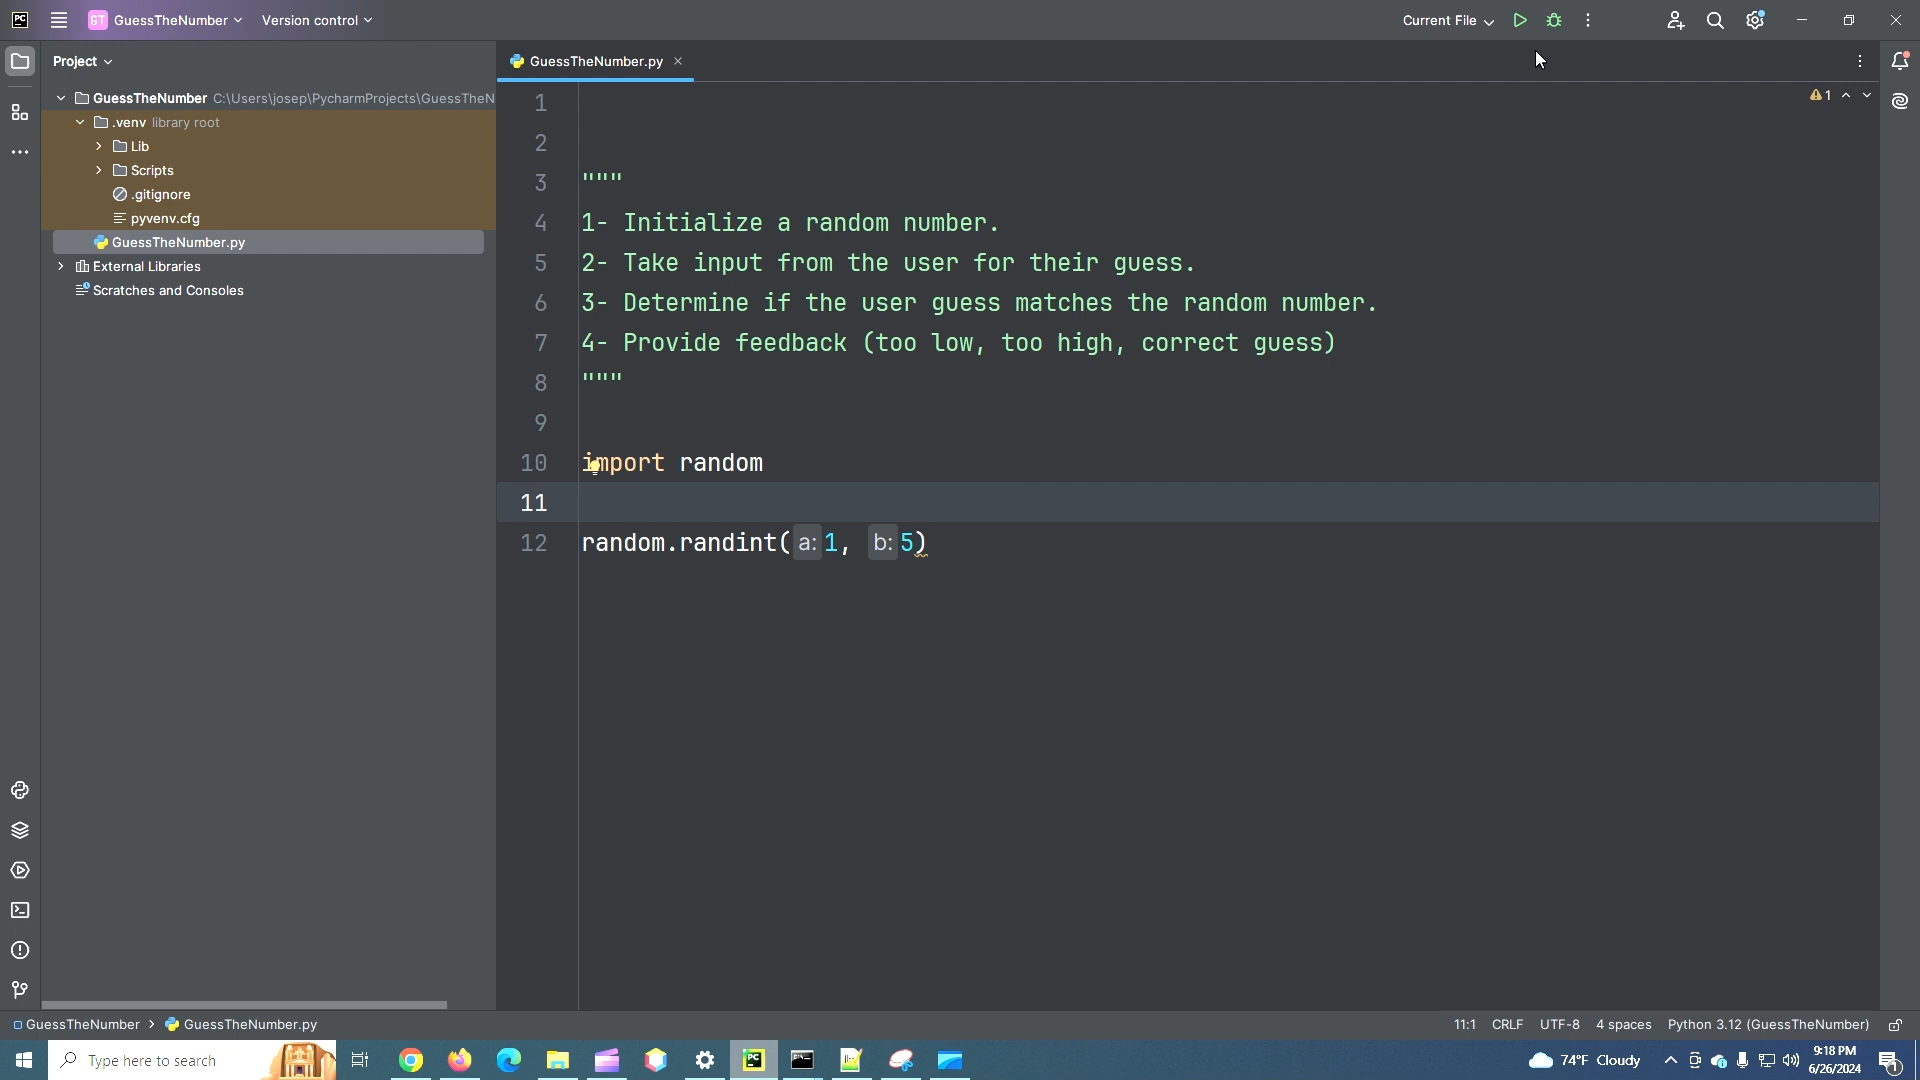 PC
GT GuessTheNumber
Version control
Current File
Project
GuessTheNumber.py
GuessTheNumber C:\Users\josep\PycharmProjects\GuessTheN
.venv library root
Lib
Scripts
.gitignore
pyvenv.cfg
GuessTheNumber.py
External Libraries
Scratches and Consoles
1
1
2
3 """
4 1- Initialize a random number.
5 2- Take input from the user for their guess.
6 3- Determine if the user guess matches the random number.
7 4- Provide feedback (too low, too high, correct guess)
8 """
9
10 import random
11
12 random.randint( a: 1, b: 5)
GuessTheNumber > GuessTheNumber.py
11:1 CRLF UTF-8 4 spaces Python 3.12 (GuessTheNumber)
Type here to search
PC
74°F Cloudy
9:18 PM
6/26/2024
1